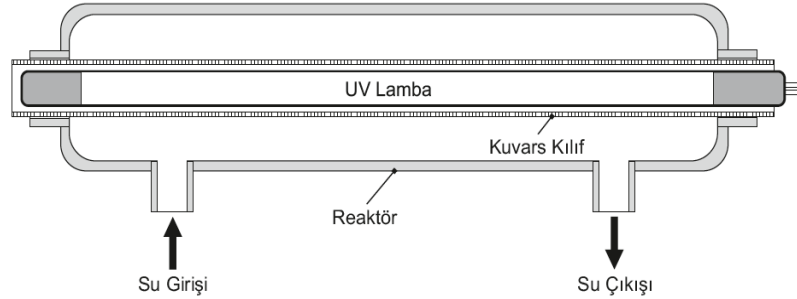 UV Lamba
Kuvars Kılıf
Reaktör
Su Girişi
Su Çıkışı